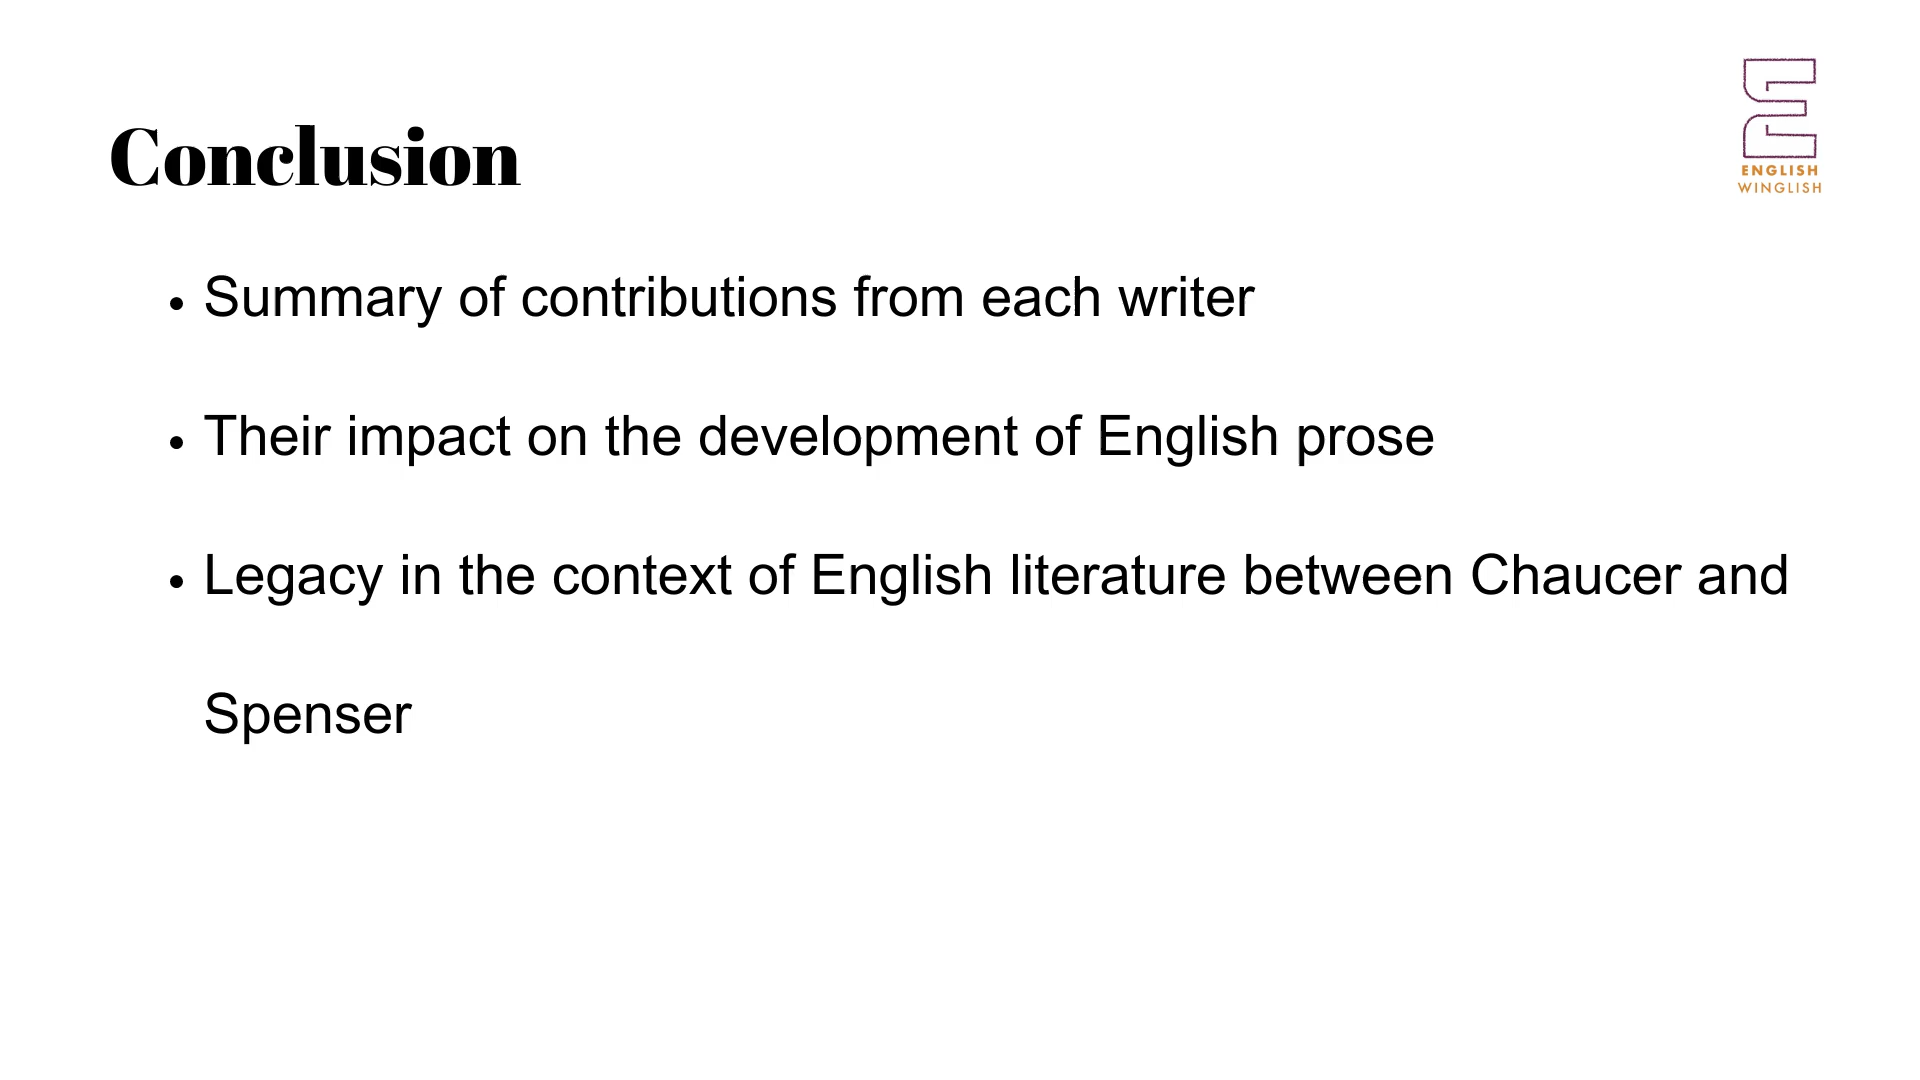 Conclusion
ENGLISH
WINGLISH
• Summary of contributions from each writer
• Their impact on the development of English prose
• Legacy in the context of English literature between Chaucer and
Spenser